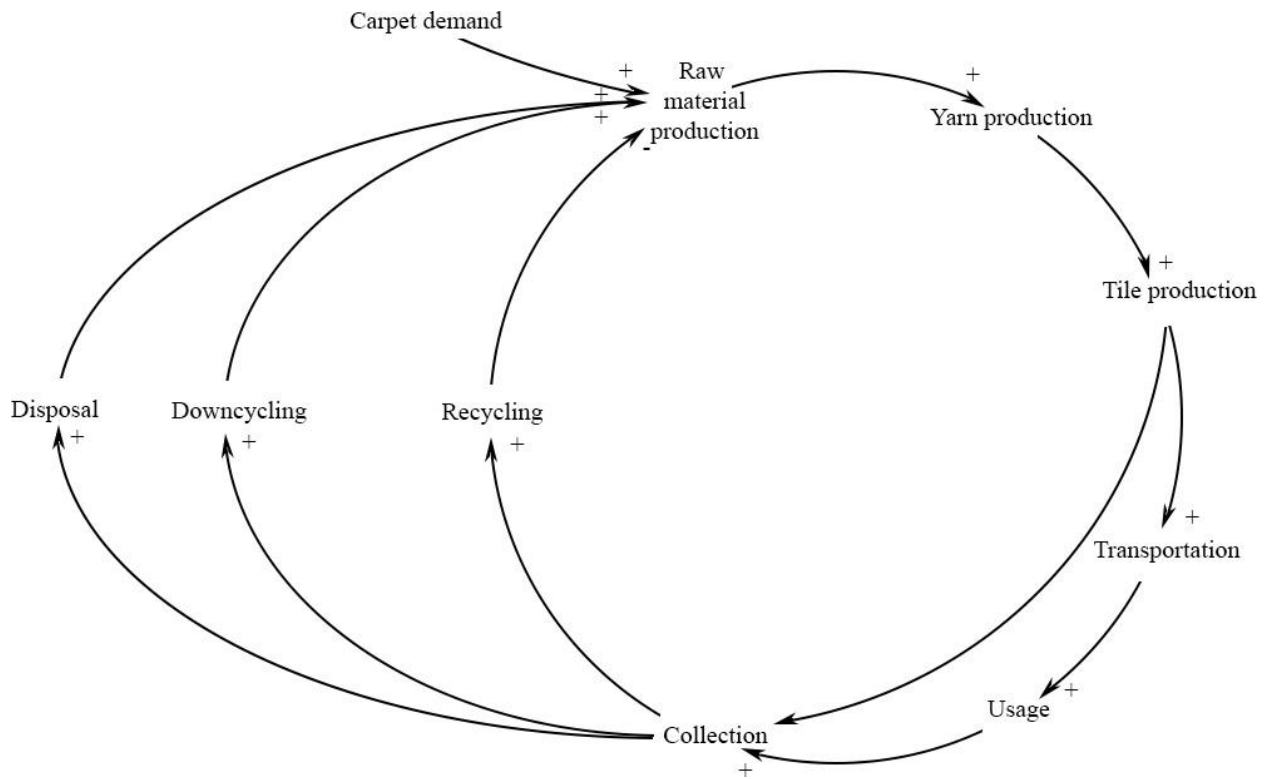 Carpet demand
+
Raw
material
production
+
+
-
+
Yarn production
+
Tile production
Disposal
+
Downcycling
+
Recycling
+
+
Transportation
+
Usage
Collection
+